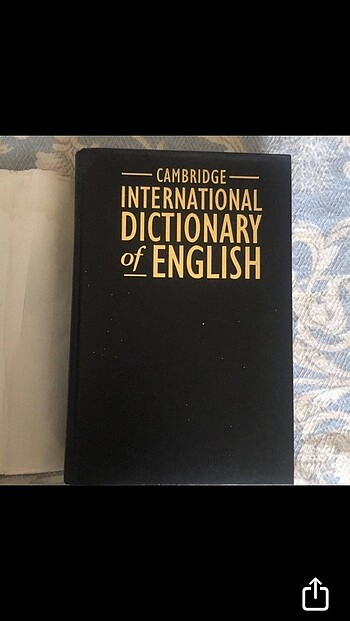 CAMBRIDGE
INTERNATIONAL
DICTIONARY
of ENGLISH